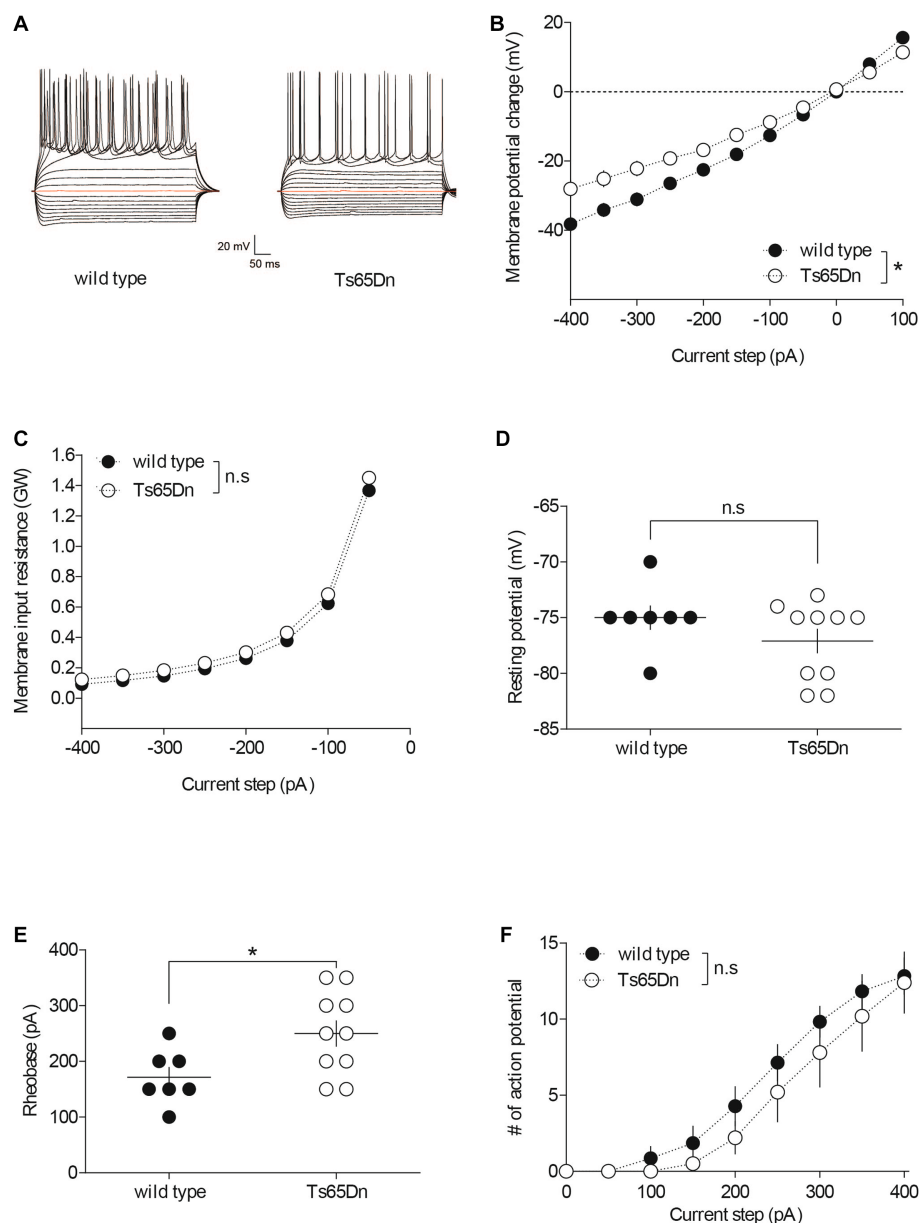 A
20 mV
50 ms
wild type
Ts65Dn
B
Membrane potential change (mV)
20
0
-20
-40
wild type
Ts65Dn
*
-400
-300
-200
-100
0
100
Current step (pA)
C
Membrane input resistance (GW)
1.6
1.4
1.2
1.0
0.8
0.6
0.4
0.2
0.0
wild type
Ts65Dn
n.s
-400
-300
-200
-100
0
Current step (pA)
D
Resting potential (mV)
-65
-70
-75
-80
-85
n.s
wild type
Ts65Dn
E
Rheobase (pA)
400
300
200
100
0
*
wild type
Ts65Dn
F
# of action potential
15
10
5
0
wild type
Ts65Dn
n.s
0
100
200
300
400
Current step (pA)